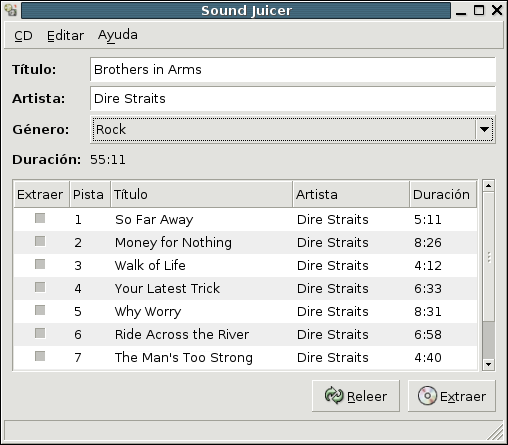 Sound Juicer
CD Editar Ayuda
Título: Brothers in Arms
Artista: Dire Straits
Género: Rock
Duración: 55:11
Extraer Pista Título Artista Duración
1 So Far Away Dire Straits 5:11
2 Money for Nothing Dire Straits 8:26
3 Walk of Life Dire Straits 4:12
4 Your Latest Trick Dire Straits 6:33
5 Why Worry Dire Straits 8:31
6 Ride Across the River Dire Straits 6:58
7 The Man's Too Strong Dire Straits 4:40
Releer Extraer